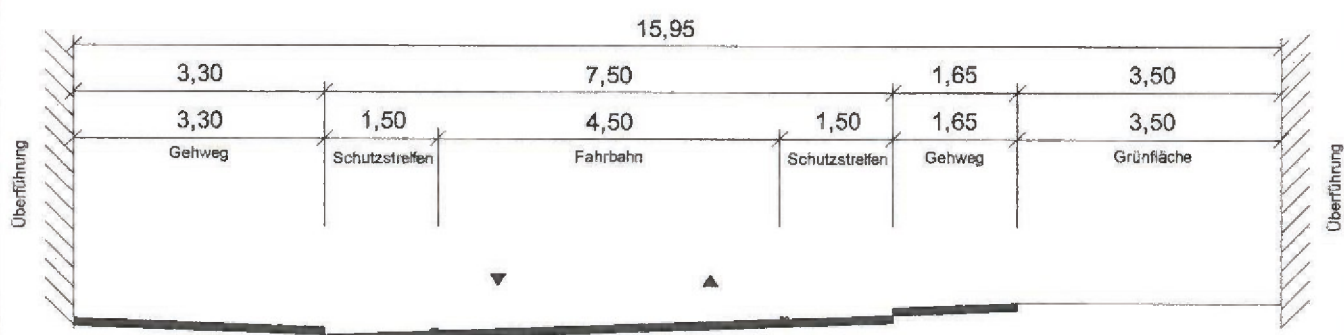 15,95
3,30 7,50 1,65 3,50
3,30 1,50 4,50 1,50 1,65 3,50
Gehweg Schutzstreifen Fahrbahn Schutzstreifen Gehweg Grünfläche
Überführung
Überführung